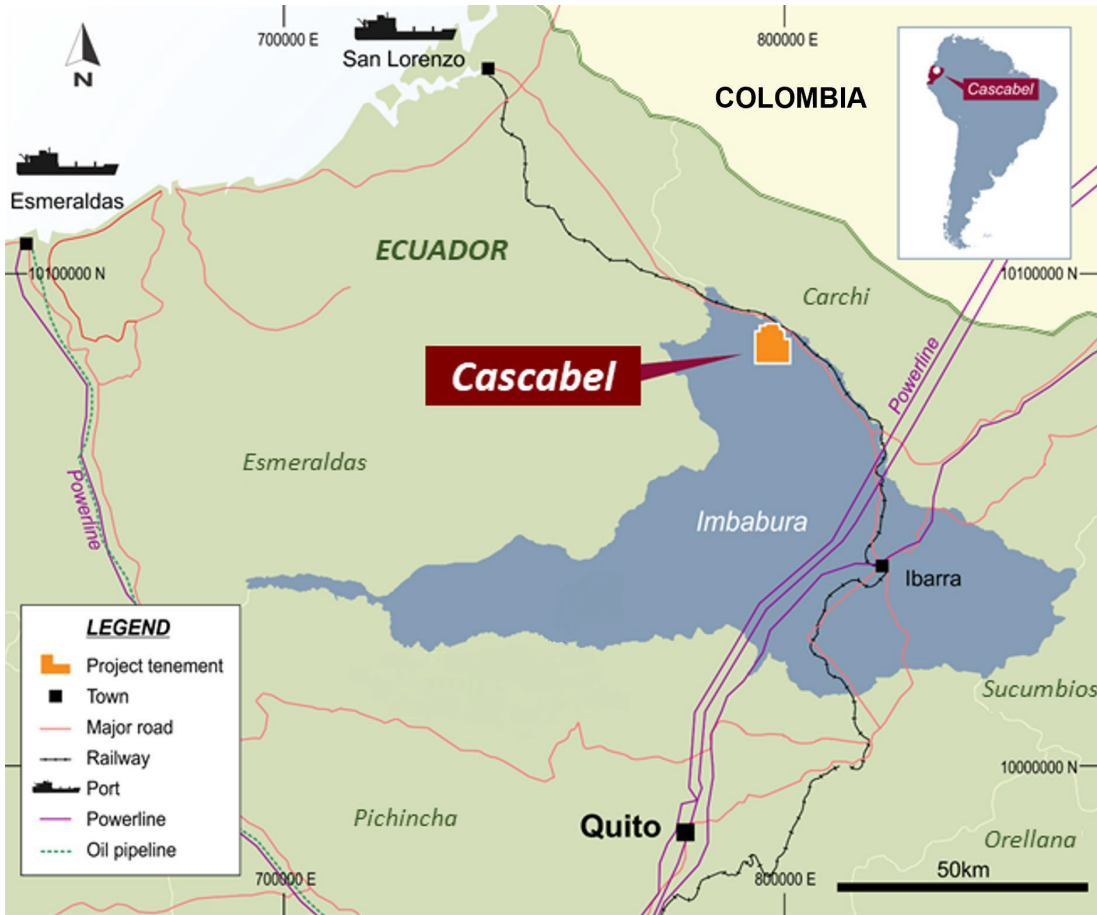 700000 E
800000 E
San Lorenzo
N
COLOMBIA
Cascabel
Esmeraldas
ECUADOR
10100000 N
10100000 N
Carchi
Cascabel
Powerline
Esmeraldas
Powerline
Imbabura
Ibarra
LEGEND
Project tenement
Town
Major road
Railway
Port
Powerline
Oil pipeline
Sucumbios
10000000 N
Pichincha
Quito
Orellana
50km
700000 E
800000 E